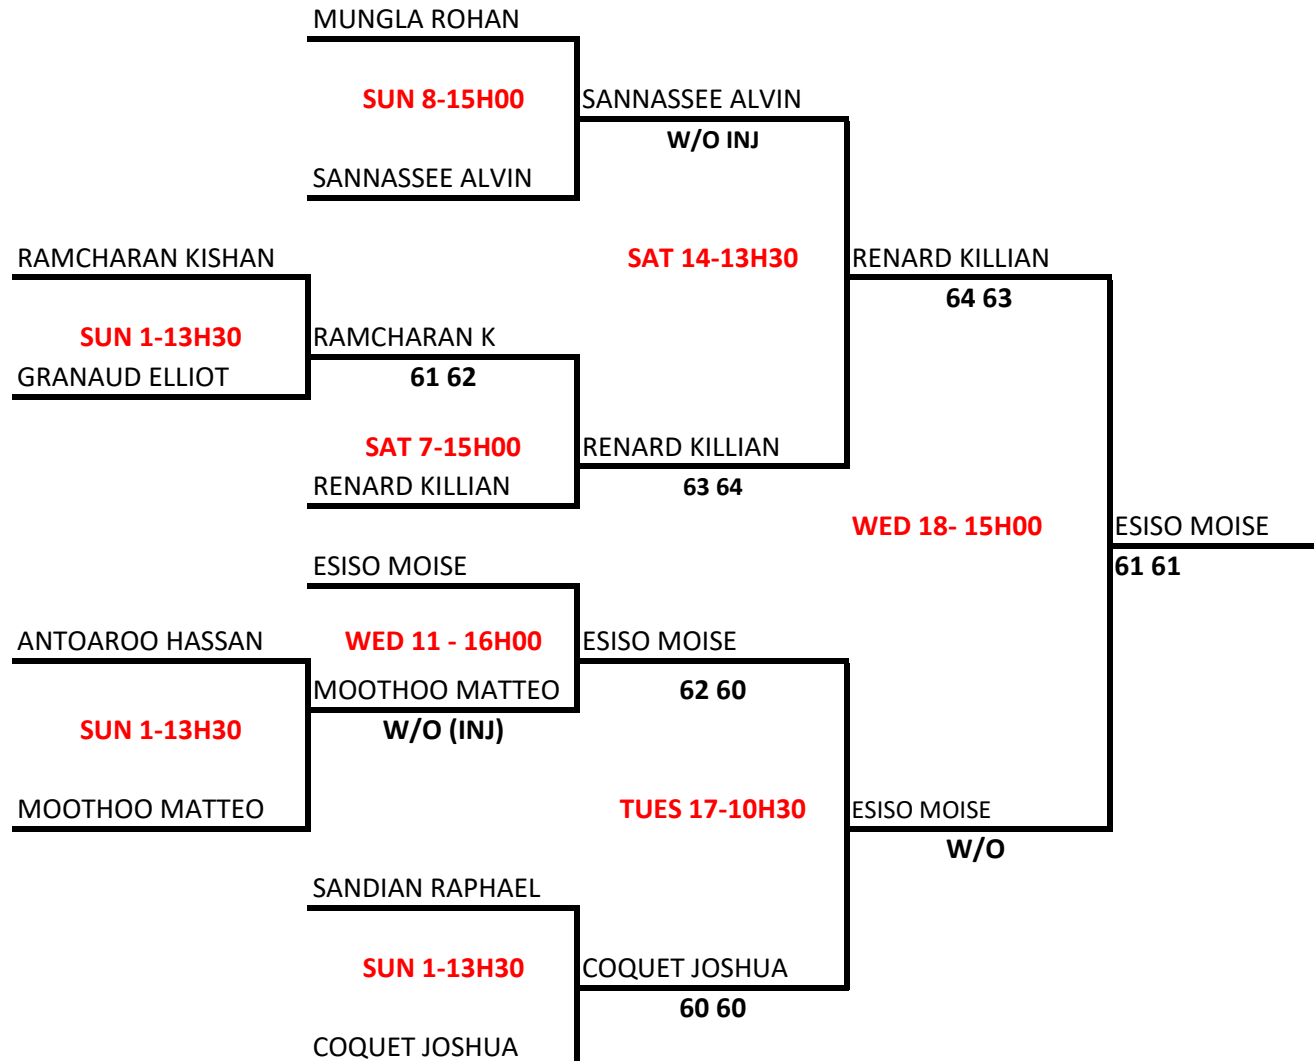 MUNGLA ROHAN
SUN 8-15H00
SANNASSEE ALVIN
W/O INJ
SANNASSEE ALVIN
RAMCHARAN KISHAN
SAT 14-13H30
RENARD KILLIAN
64 63
SUN 1-13H30
RAMCHARAN K
GRANAUD ELLIOT
61 62
SAT 7-15H00
RENARD KILLIAN
RENARD KILLIAN
63 64
WED 18- 15H00
ESISO MOISE
61 61
ESISO MOISE
ANTOAROO HASSAN
WED 11 - 16H00
ESISO MOISE
MOOTHOO MATTEO
62 60
SUN 1-13H30
W/O (INJ)
MOOTHOO MATTEO
TUES 17-10H30
ESISO MOISE
W/O
SANDIAN RAPHAEL
SUN 1-13H30
COQUET JOSHUA
60 60
COQUET JOSHUA